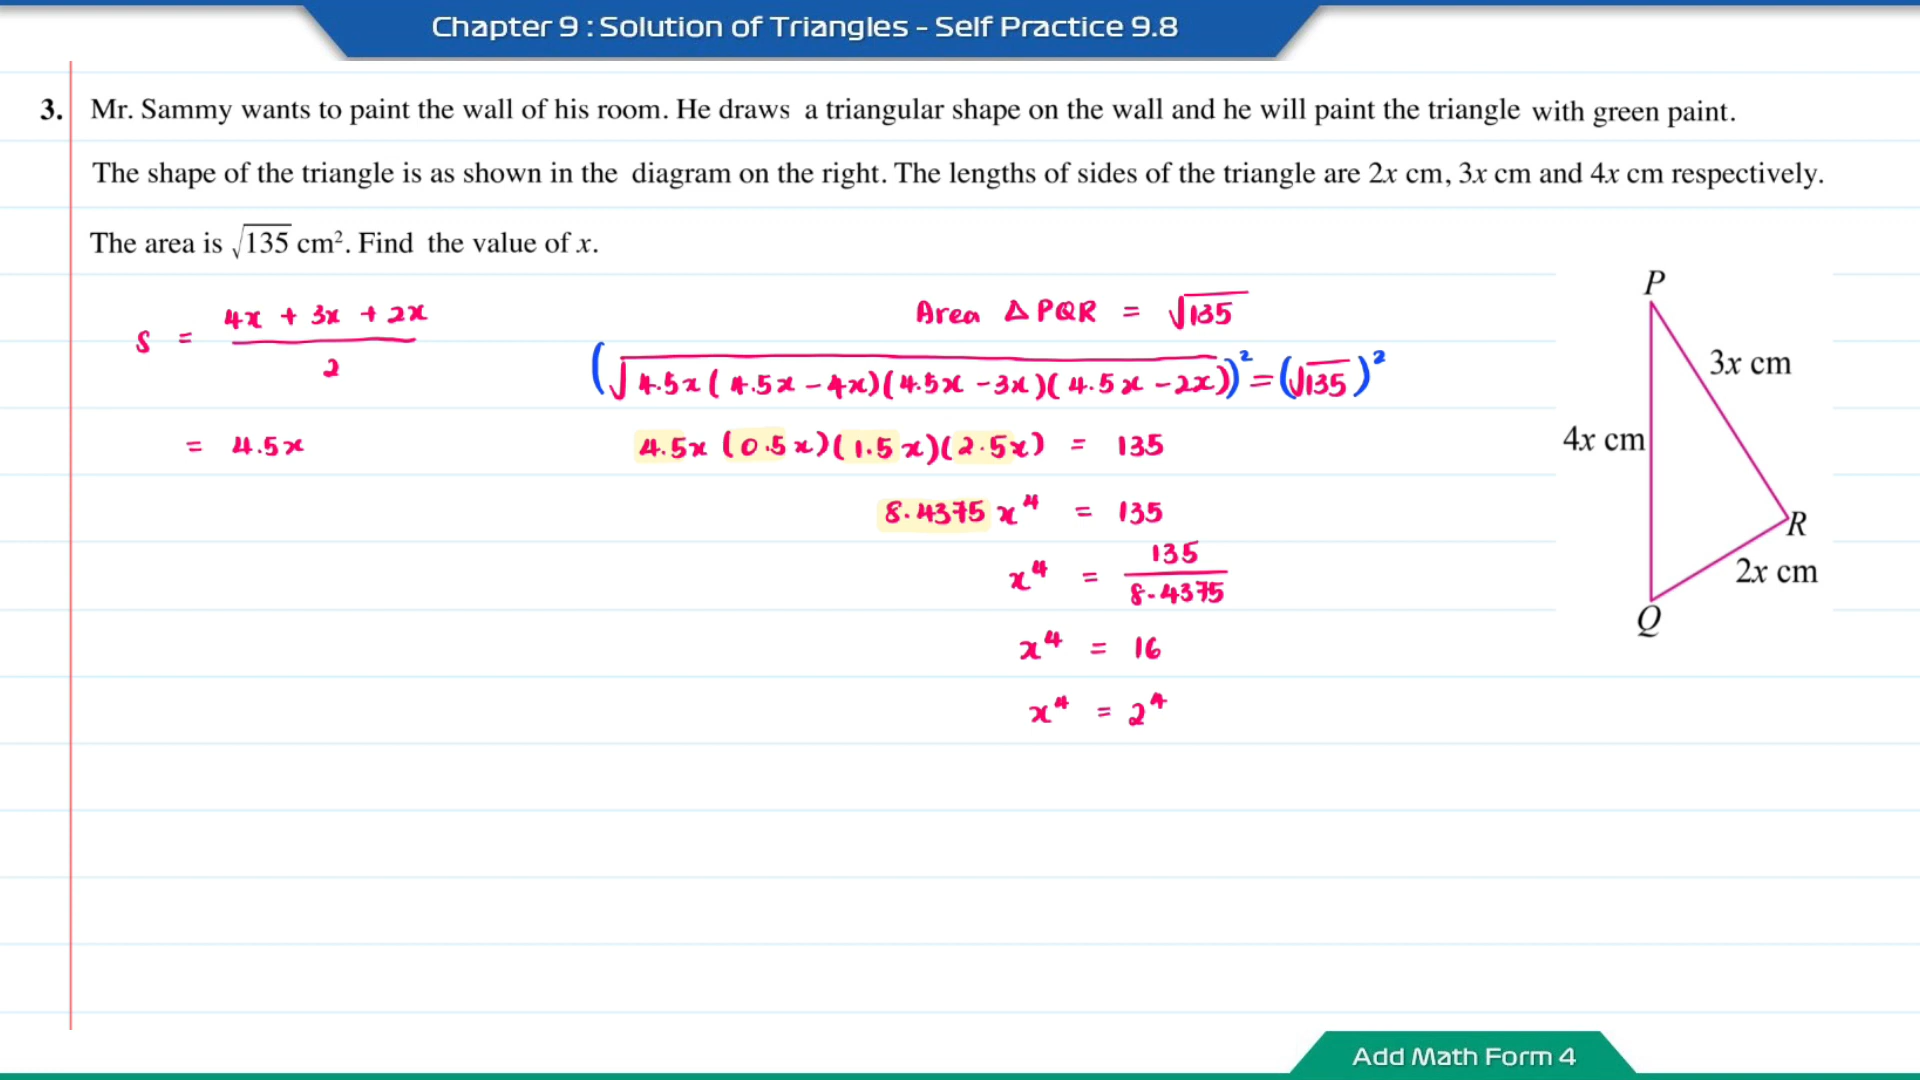 Chapter 9 : Solution of Triangles - Self Practice 9.8
3. Mr. Sammy wants to paint the wall of his room. He draws a triangular shape on the wall and he will paint the triangle with green paint.
The shape of the triangle is as shown in the diagram on the right. The lengths of sides of the triangle are 2x cm, 3x cm and 4x cm respectively.
The area is √135 cm². Find the value of x.
S = (4x + 3x + 2x)/2
= 4.5x
Area Δ PQR = √135
(√4.5x(4.5x - 4x)(4.5x - 3x)(4.5x - 2x))² = (√135)²
4.5x (0.5x)(1.5x)(2.5x) = 135
8.4375 x⁴ = 135
x⁴ = 135/8.4375
x⁴ = 16
x⁴ = 2⁴
P
3x cm
4x cm
R
2x cm
Q
Add Math Form 4